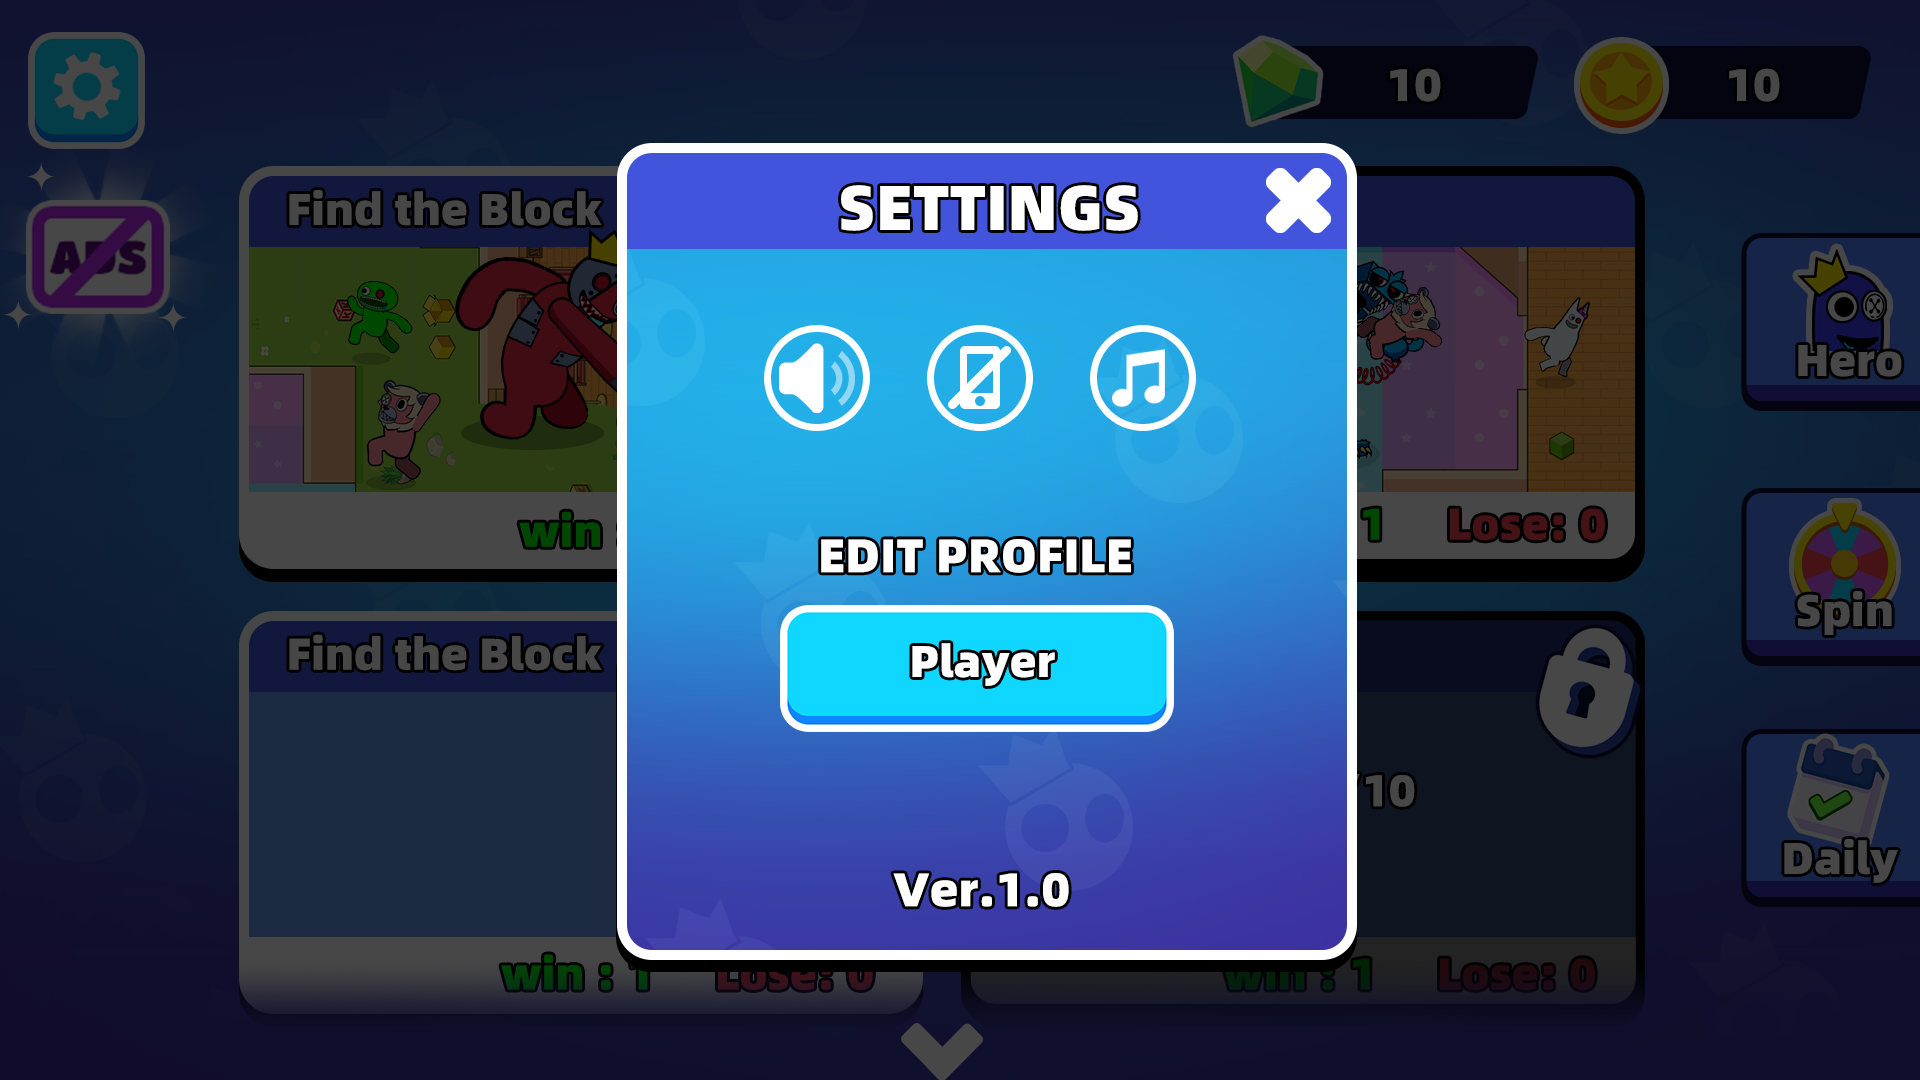 10
10
ADS
Find the Block
SETTINGS
EDIT PROFILE
Player
Ver.1.0
win :
1
Lose: 0
Find the Block
/10
win : 1
Lose: 0
win : 1
Lose: 0
Hero
Spin
Daily